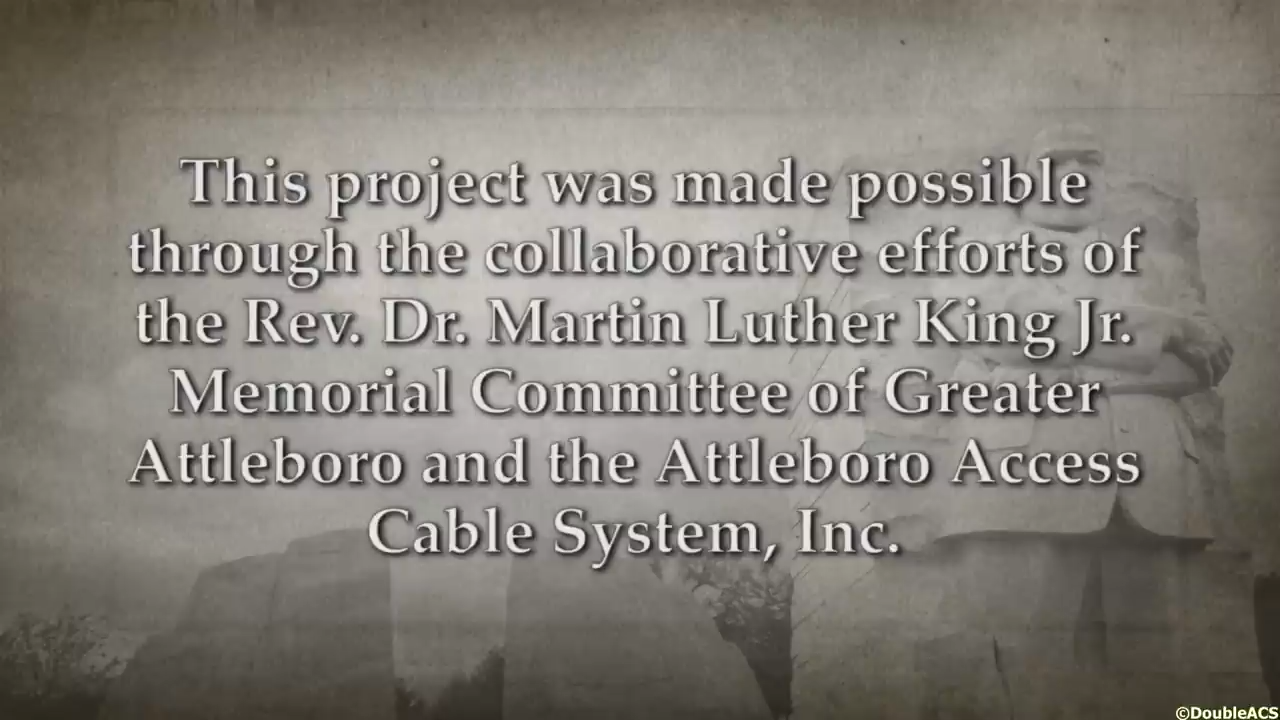 This project was made possible
through the collaborative efforts of
the Rev. Dr. Martin Luther King Jr.
Memorial Committee of Greater
Attleboro and the Attleboro Access
Cable System, Inc.
©DoubleACS